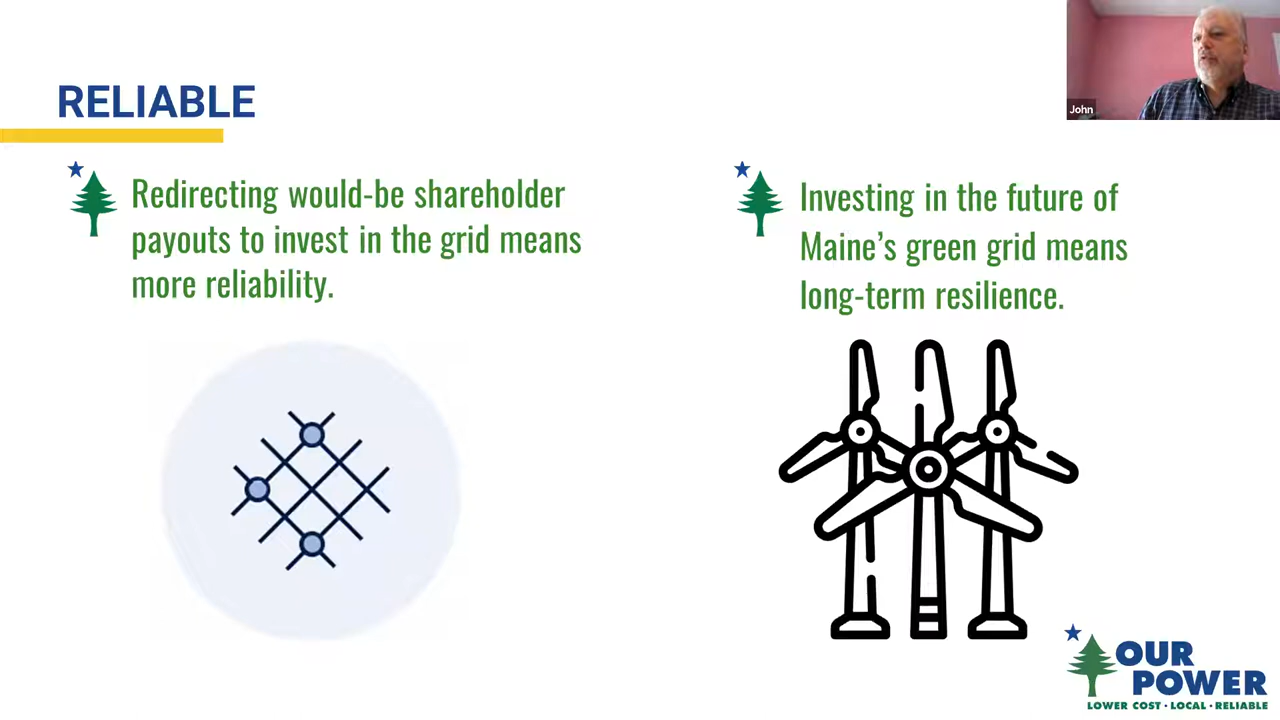 John
RELIABLE
Redirecting would-be shareholder
payouts to invest in the grid means
more reliability.
Investing in the future of
Maine’s green grid means
long-term resilience.
OUR
POWER
LOWER COST · LOCAL · RELIABLE